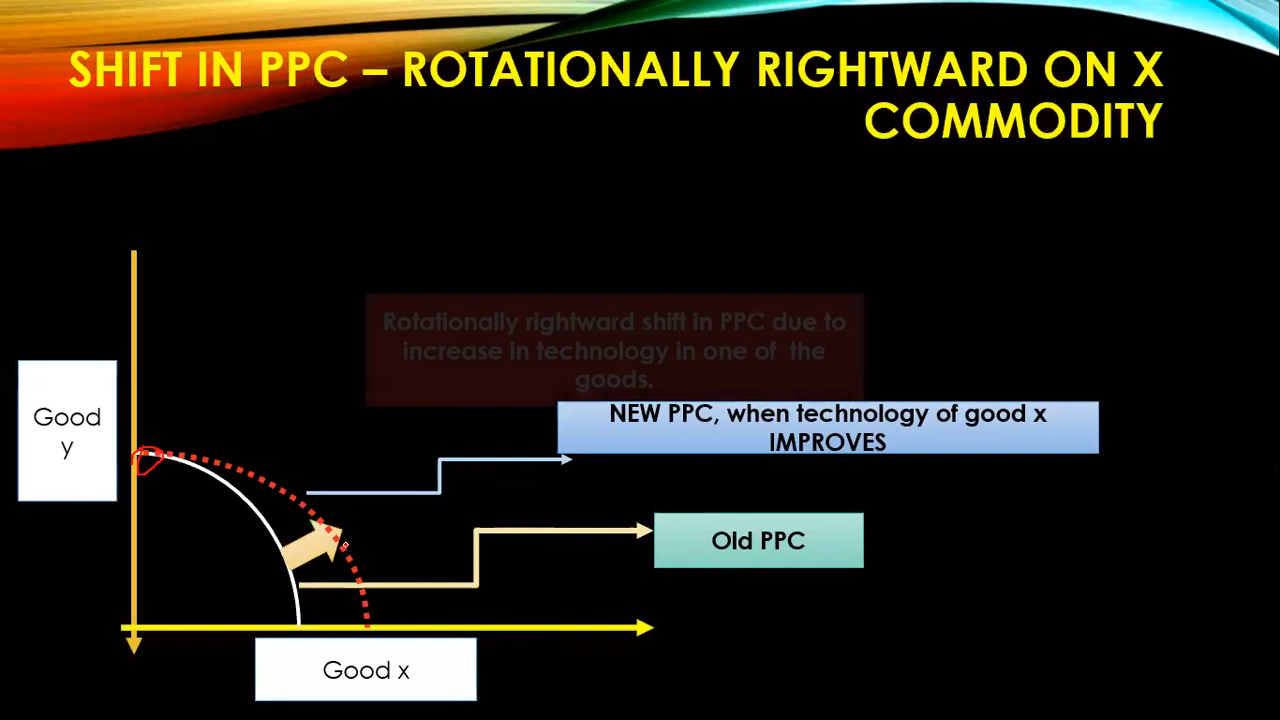 SHIFT IN PPC – ROTATIONALLY RIGHTWARD ON X
COMMODITY
Rotationally rightward shift in PPC due to
increase in technology in one of the
goods.
NEW PPC, when technology of good x
IMPROVES
Good
y
Old PPC
Good x